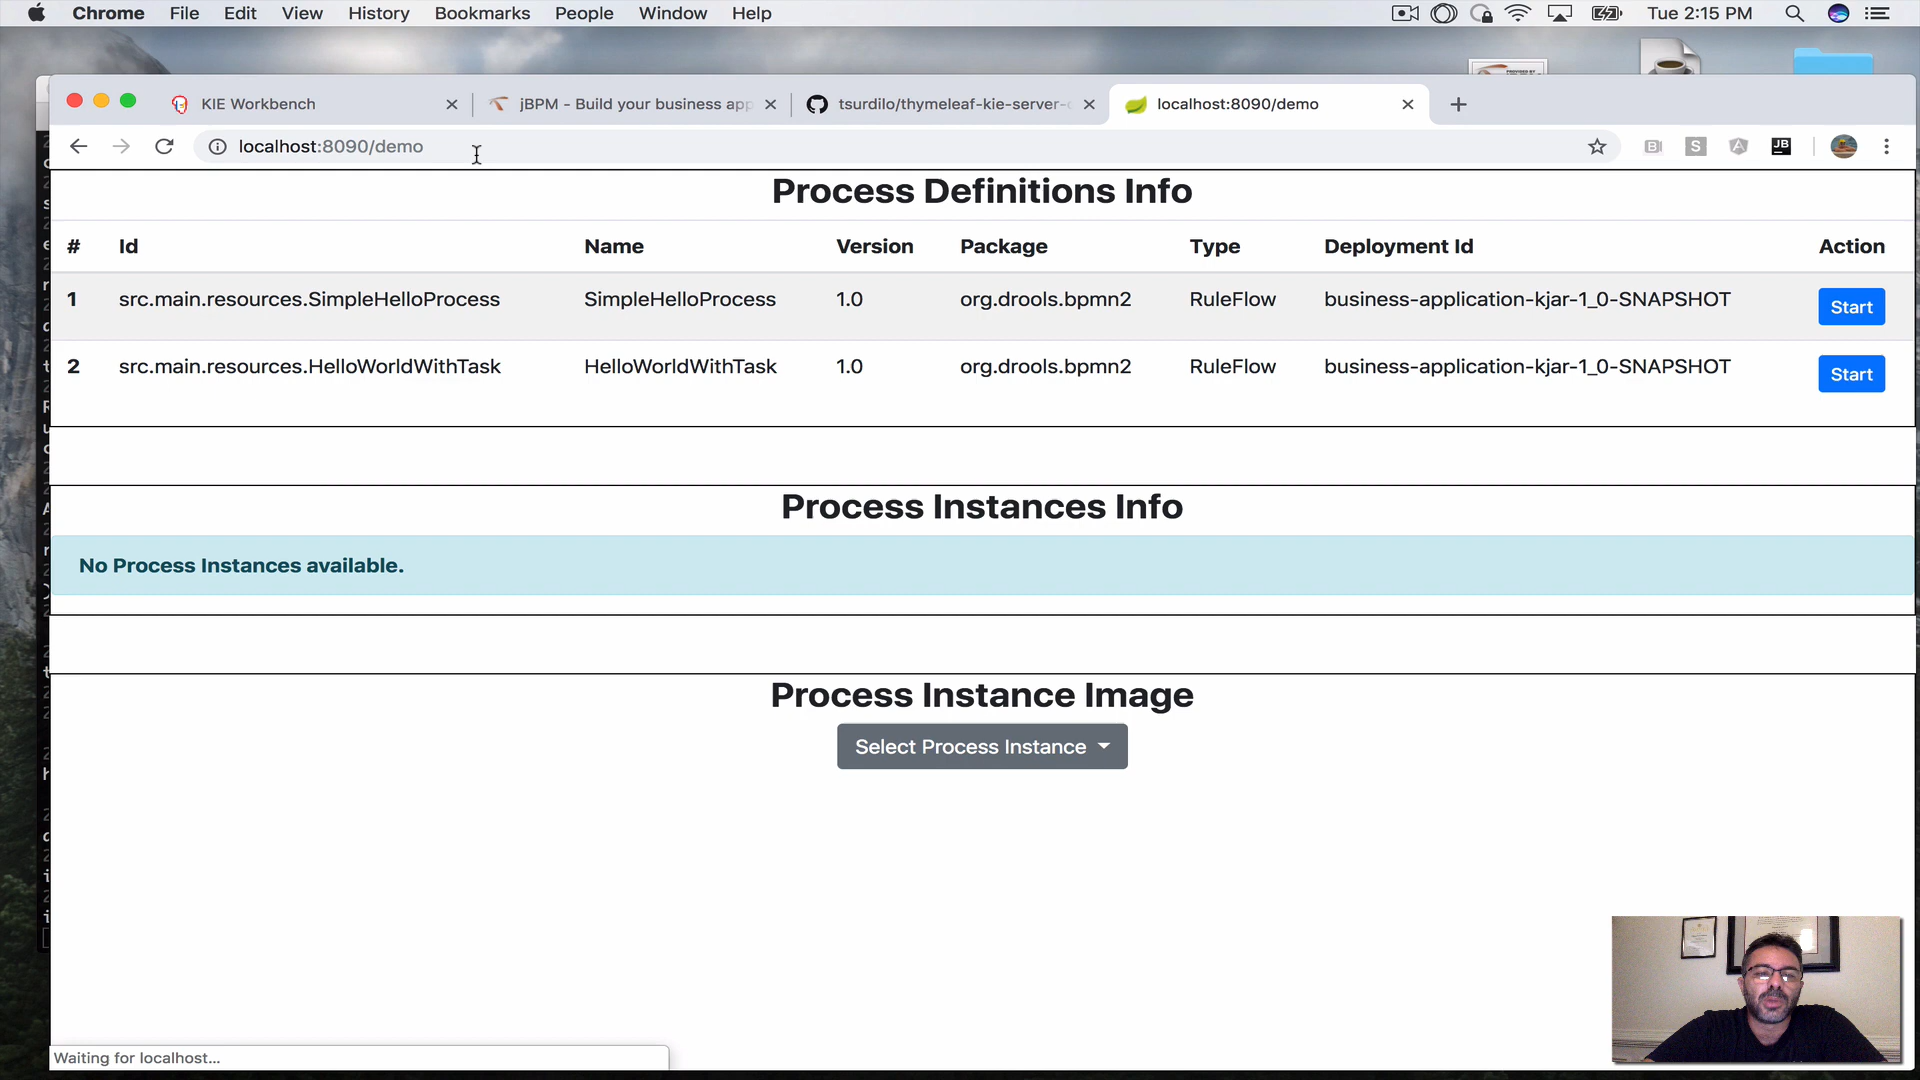 Chrome File Edit View History Bookmarks People Window Help Tue 2:15 PM
KIE Workbench jBPM - Build your business app tsurdilo/thymeleaf-kie-server- localhost:8090/demo
localhost:8090/demo
Process Definitions Info
# Id Name Version Package Type Deployment Id Action
1 src.main.resources.SimpleHelloProcess SimpleHelloProcess 1.0 org.drools.bpmn2 RuleFlow business-application-kjar-1_0-SNAPSHOT Start
2 src.main.resources.HelloWorldWithTask HelloWorldWithTask 1.0 org.drools.bpmn2 RuleFlow business-application-kjar-1_0-SNAPSHOT Start
Process Instances Info
No Process Instances available.
Process Instance Image
Select Process Instance
Waiting for localhost...